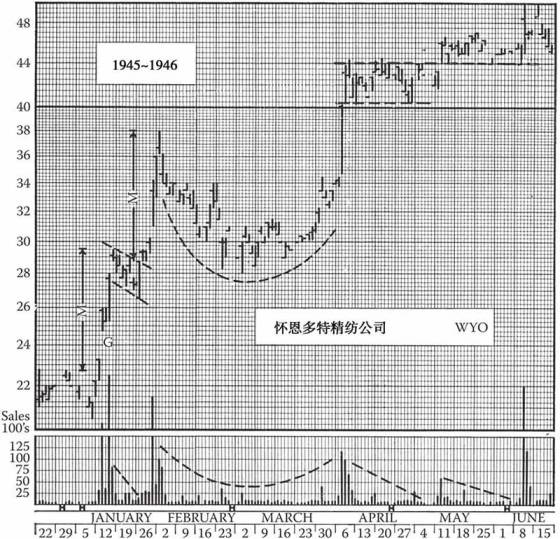 48
1945~1946
44
40
38
M
36
34
32
30
28
M
26
怀恩多特精纺公司 WYO
24
G
22
Sales
100's
125
100
75
50
25
JANUARY FEBRUARY MARCH APRIL MAY JUNE
22 29 5 12 19 26 2 9 16 23 2 9 16 23 30 6 13 20 27 4 11 18 25 1 8 15